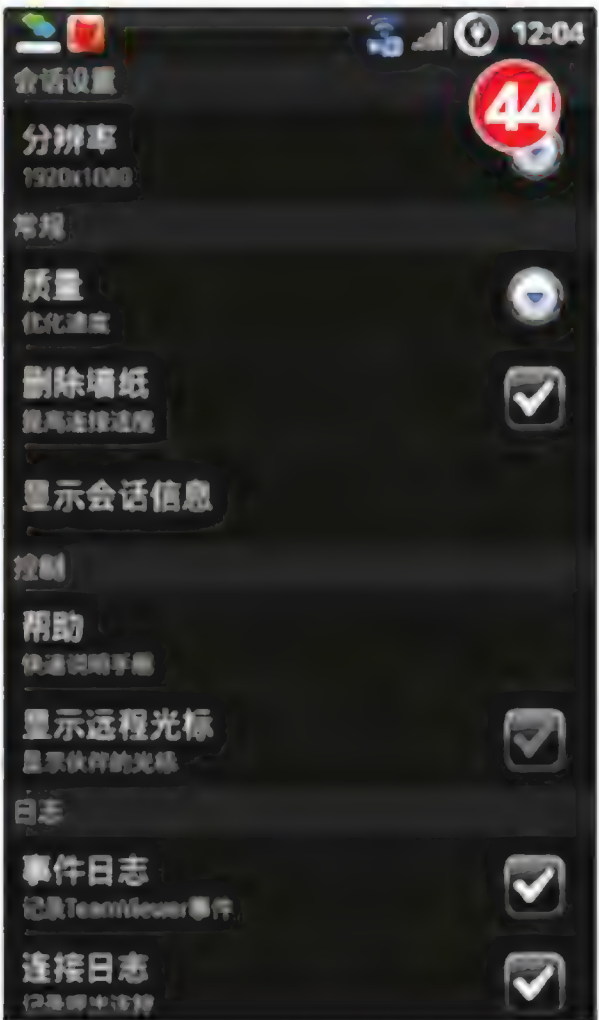 12:04
会话设置
44
分辨率
1920x1080
常规
质量
优化速度
删除墙纸
提高连接速度
显示会话信息
控制
帮助
快速说明手册
显示远程光标
显示伙伴的光标
日志
事件日志
记录TeamViewer事件
连接日志